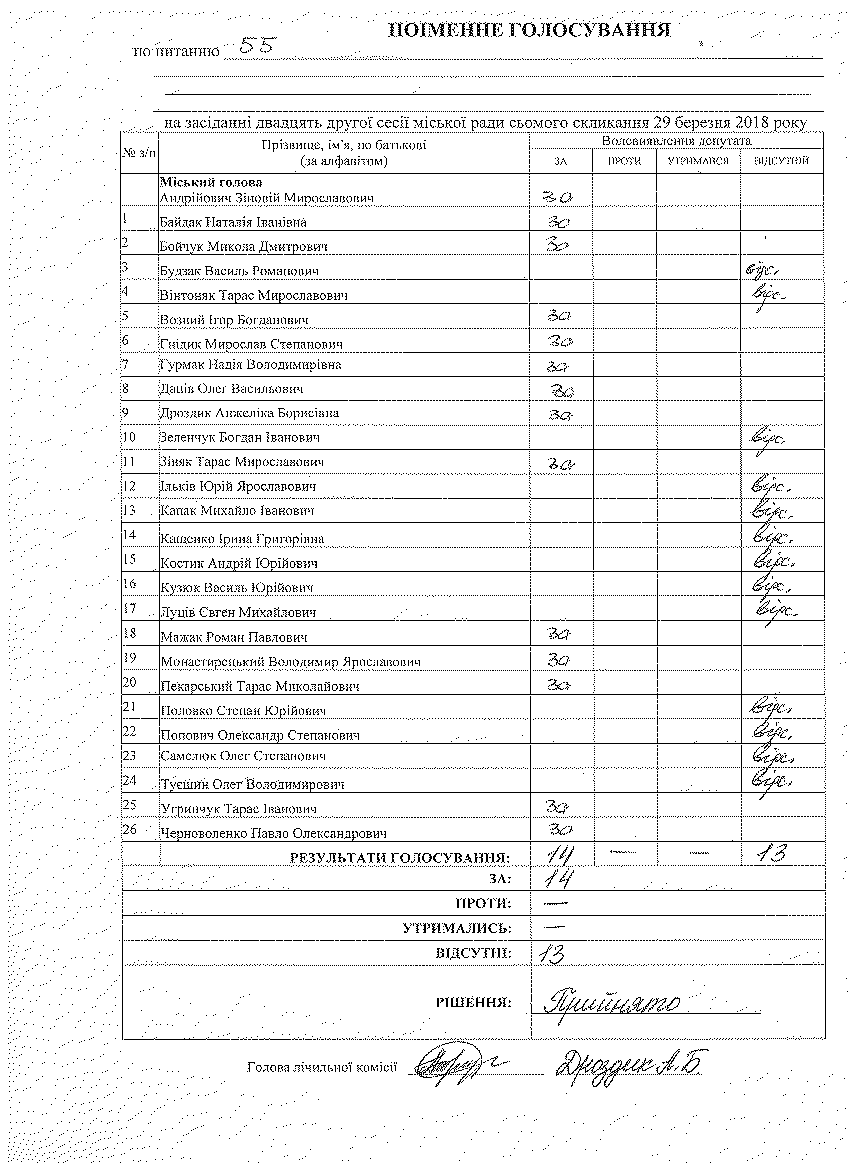 ПОІМЕННЕ ГОЛОСУВАННЯ
по питанню 55
на засіданні двадцять другої сесії міської ради сьомого скликання 29 березня 2018 року
№ з/п Прізвище, ім’я, по батькові (за алфавітом) Волевиявлення депутата
ЗА ПРОТИ УТРИМАВСЯ ВІДСУТНІЙ
Міський голова
Андрійович Зіновій Мирославович за
1 Байдак Наталія Іванівна за
2 Бойчук Микола Дмитрович за
3 Будзак Василь Романович відс.
4 Вінтоняк Тарас Мирославович відс.
5 Возний Ігор Богданович за
6 Гнідик Мирослав Степанович за
7 Гурмак Надія Володимирівна за
8 Даців Олег Васильович за
9 Дроздик Анжеліка Борисівна за
10 Зеленчук Богдан Іванович відс.
11 Зіняк Тарас Мирославович за
12 Ільків Юрій Ярославович відс.
13 Капак Михайло Іванович відс.
14 Кащенко Ірина Григорівна відс.
15 Костик Андрій Юрійович відс.
16 Кузюк Василь Юрійович відс.
17 Луців Євген Михайлович відс.
18 Мажак Роман Павлович за
19 Монастирецький Володимир Ярославович за
20 Пекарський Тарас Миколайович за
21 Половко Степан Юрійович відс.
22 Попович Олександр Степанович відс.
23 Самелюк Олег Степанович відс.
24 Туєшин Олег Володимирович відс.
25 Угринчук Тарас Іванович за
26 Черноволенко Павло Олександрович за
РЕЗУЛЬТАТИ ГОЛОСУВАННЯ: 14 — — 13
ЗА: 14
ПРОТИ: —
УТРИМАЛИСЬ: —
ВІДСУТНІ: 13
РІШЕННЯ: Прийнято
Голова лічильної комісії Дроздик А.Б.